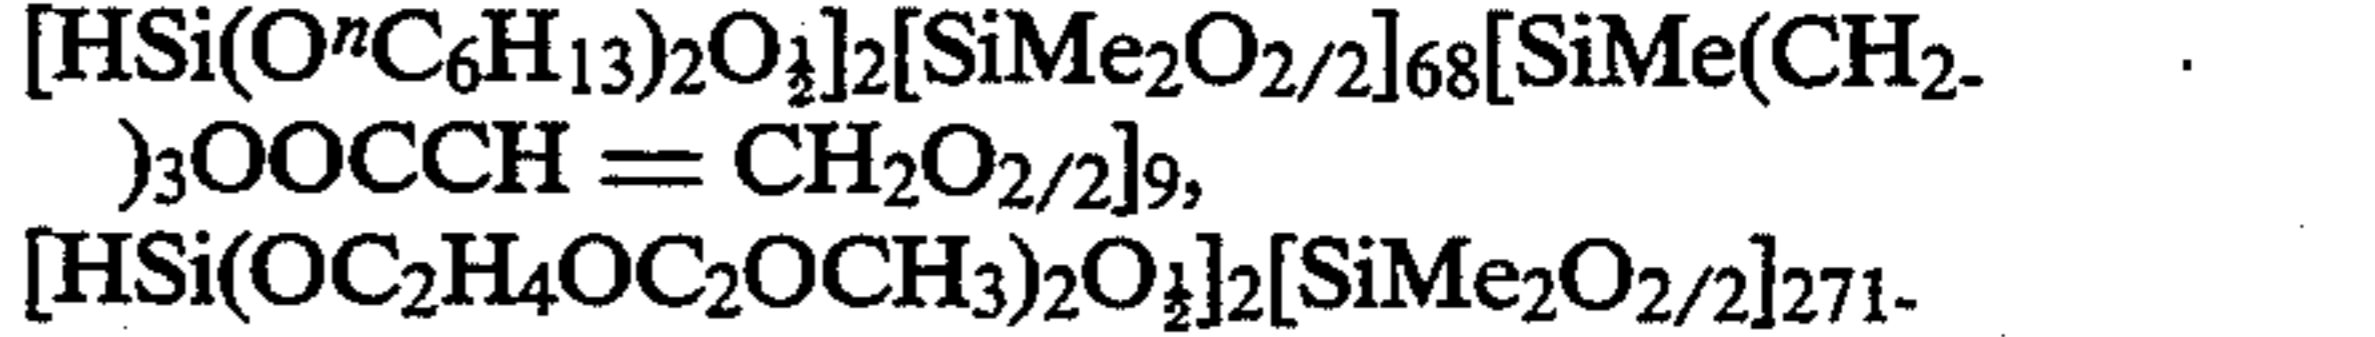 [HSi(OⁿC₆H₁₃)₂O½]₂[SiMe₂O₂/₂]₆₈[SiMe(CH₂-
)₃OOCCH = CH₂O₂/₂]₉,
[HSi(OC₂H₄OC₂OCH₃)₂O½]₂[SiMe₂O₂/₂]₂₇₁-